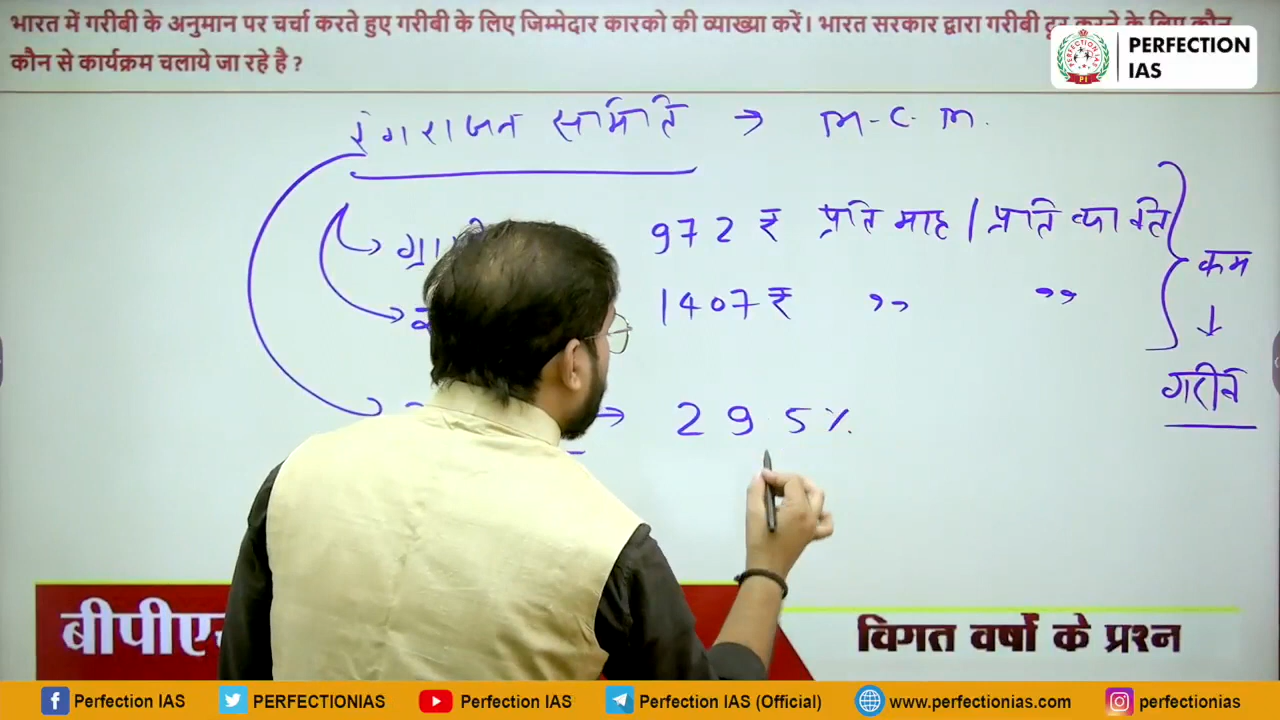 भारत में गरीबी के अनुमान पर चर्चा करते हुए गरीबी के लिए जिम्मेदार कारको की व्याख्या करें। भारत सरकार द्वारा गरीबी दूर करने के लिए कौन
कौन से कार्यक्रम चलाये जा रहे है ?
PERFECTION
IAS
PI
रंगराजन समिति → M.C.M.
972 ₹ प्रति माह / प्रति व्यक्ति
कम
1407 ₹ ,, ,,
गरीब
→ 29.5%
बीपीए
विगत वर्षो के प्रश्न
Perfection IAS PERFECTIONIAS Perfection IAS Perfection IAS (Official) www.perfectionias.com perfectionias